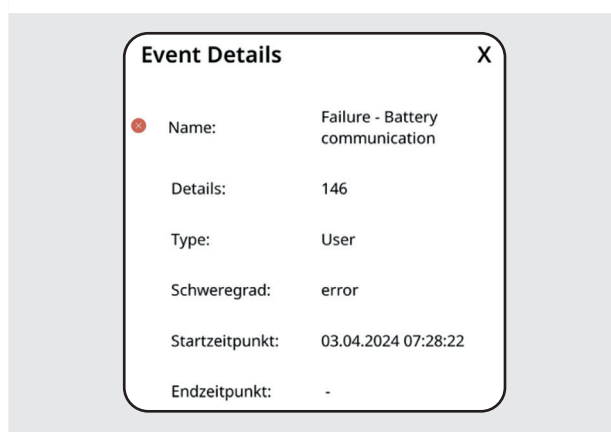 Event Details X
Name: Failure - Battery
communication
Details: 146
Type: User
Schweregrad: error
Startzeitpunkt: 03.04.2024 07:28:22
Endzeitpunkt: -